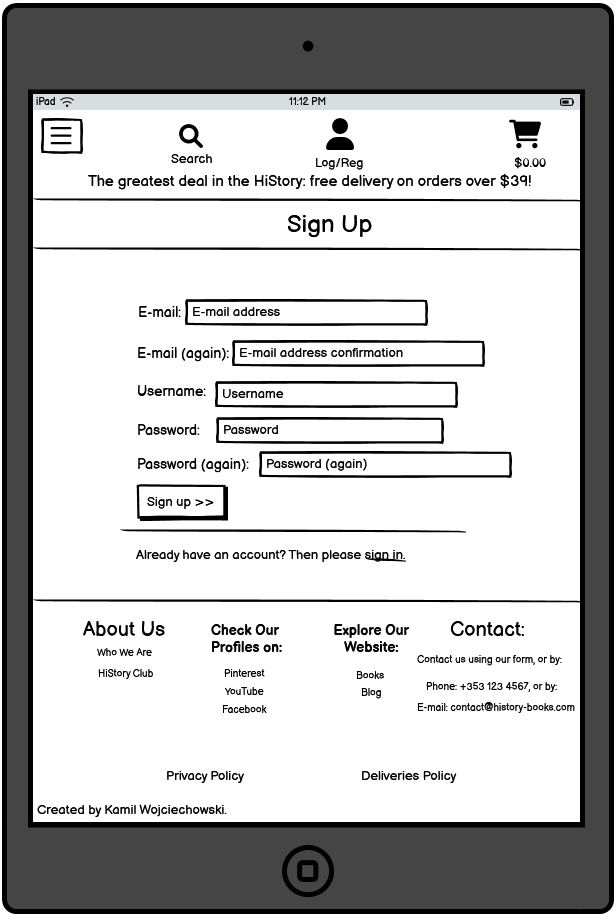 iPad 11:12 PM
Search
Log/Reg
$0.00
The greatest deal in the HiStory: free delivery on orders over $39!
Sign Up
E-mail: E-mail address
E-mail (again): E-mail address confirmation
Username: Username
Password: Password
Password (again): Password (again)
Sign up >>
Already have an account? Then please sign in.
About Us
Who We Are
HiStory Club
Check Our
Profiles on:
Pinterest
YouTube
Facebook
Explore Our
Website:
Books
Blog
Contact:
Contact us using our form, or by:
Phone: +353 123 4567, or by:
E-mail: contact@history-books.com
Privacy Policy
Deliveries Policy
Created by Kamil Wojciechowski.